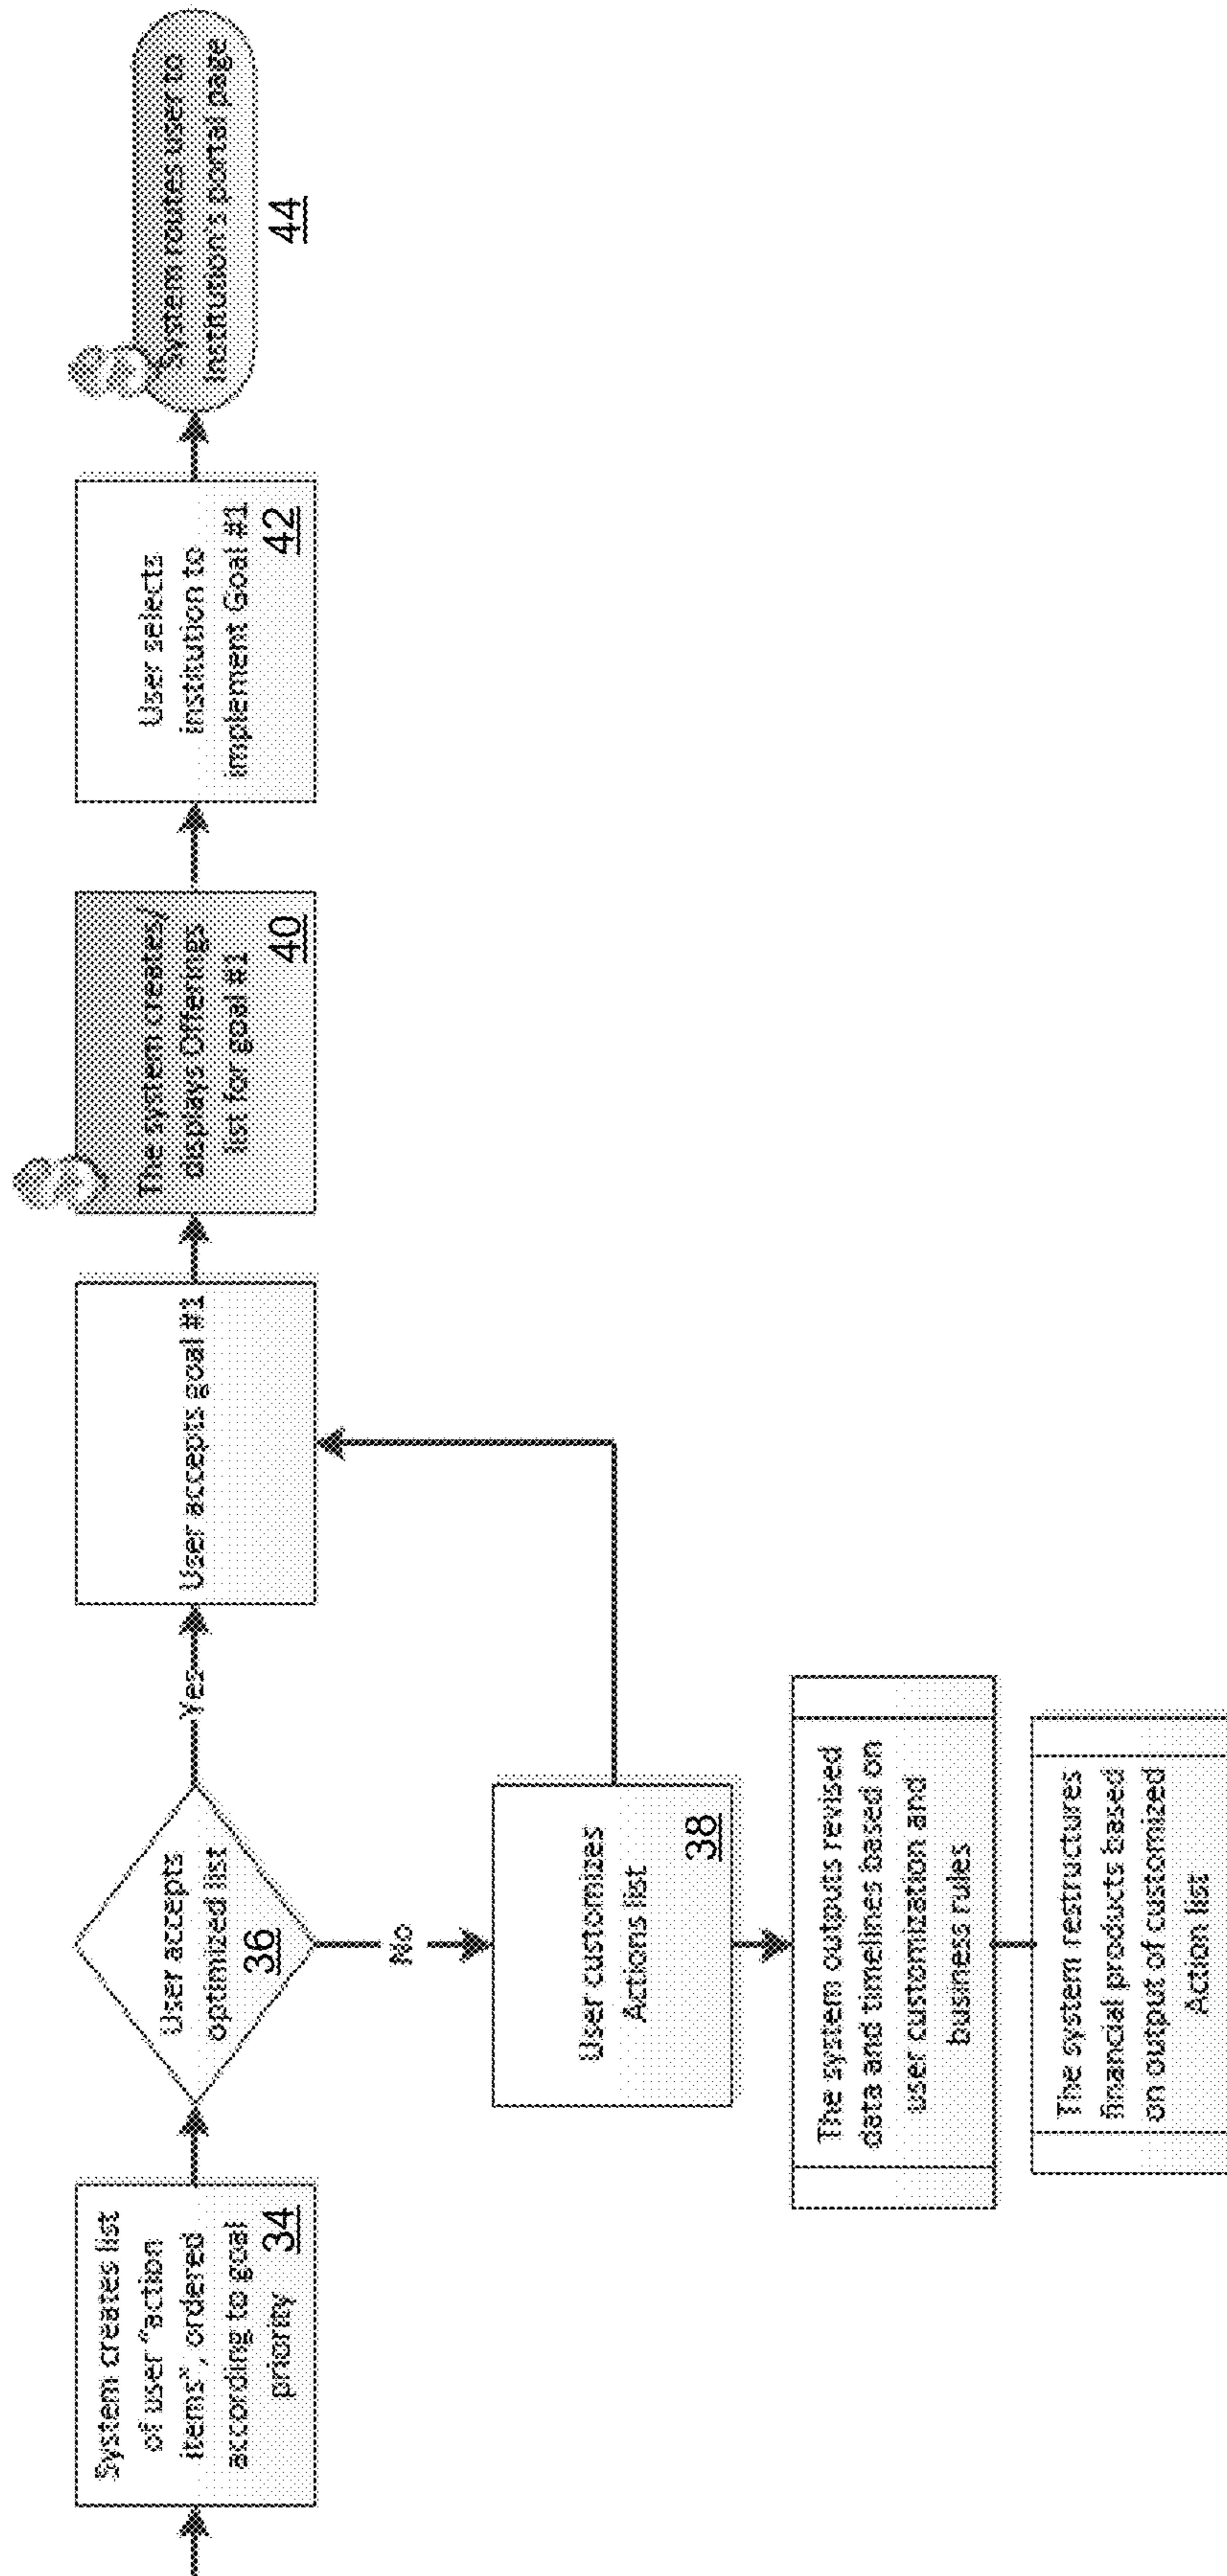 System creates list
of user "action
items", ordered
according to goal
priority
34
User accepts
optimized list
36
Yes
No
User accepts goal #1
The system creates/
displays Offerings
list for goal #1
40
User selects
institution to
implement Goal #1
42
System routes user to
institution's portal page
44
User customizes
Actions list
38
The system outputs revised
data and timelines based on
user customization and
business rules
The system restructures
financial products based
on output of customized
Action list